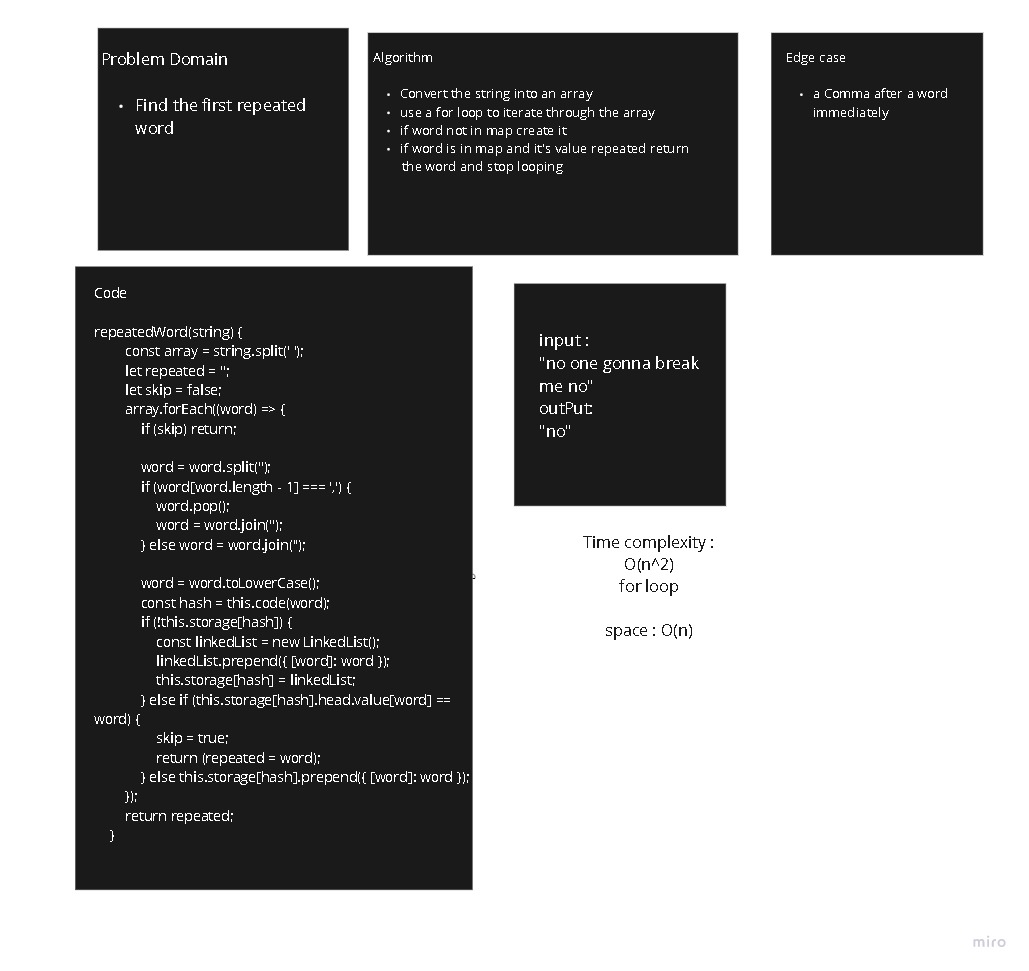 Problem Domain
• Find the first repeated
word
Algorithm
• Convert the string into an array
• use a for loop to iterate through the array
• if word not in map create it
• if word is in map and it's value repeated return
the word and stop looping
Edge case
• a Comma after a word
immediately
Code
repeatedWord(string) {
const array = string.split(' ');
let repeated = '';
let skip = false;
array.forEach((word) => {
if (skip) return;
word = word.split('');
if (word[word.length - 1] === ',') {
word.pop();
word = word.join('');
} else word = word.join('');
word = word.toLowerCase();
const hash = this.code(word);
if (!this.storage[hash]) {
const linkedList = new LinkedList();
linkedList.prepend({ [word]: word });
this.storage[hash] = linkedList;
} else if (this.storage[hash].head.value[word] ==
word) {
skip = true;
return (repeated = word);
} else this.storage[hash].prepend({ [word]: word });
});
return repeated;
}
input :
"no one gonna break
me no"
outPut:
"no"
Time complexity :
O(n^2)
for loop
space : O(n)
miro